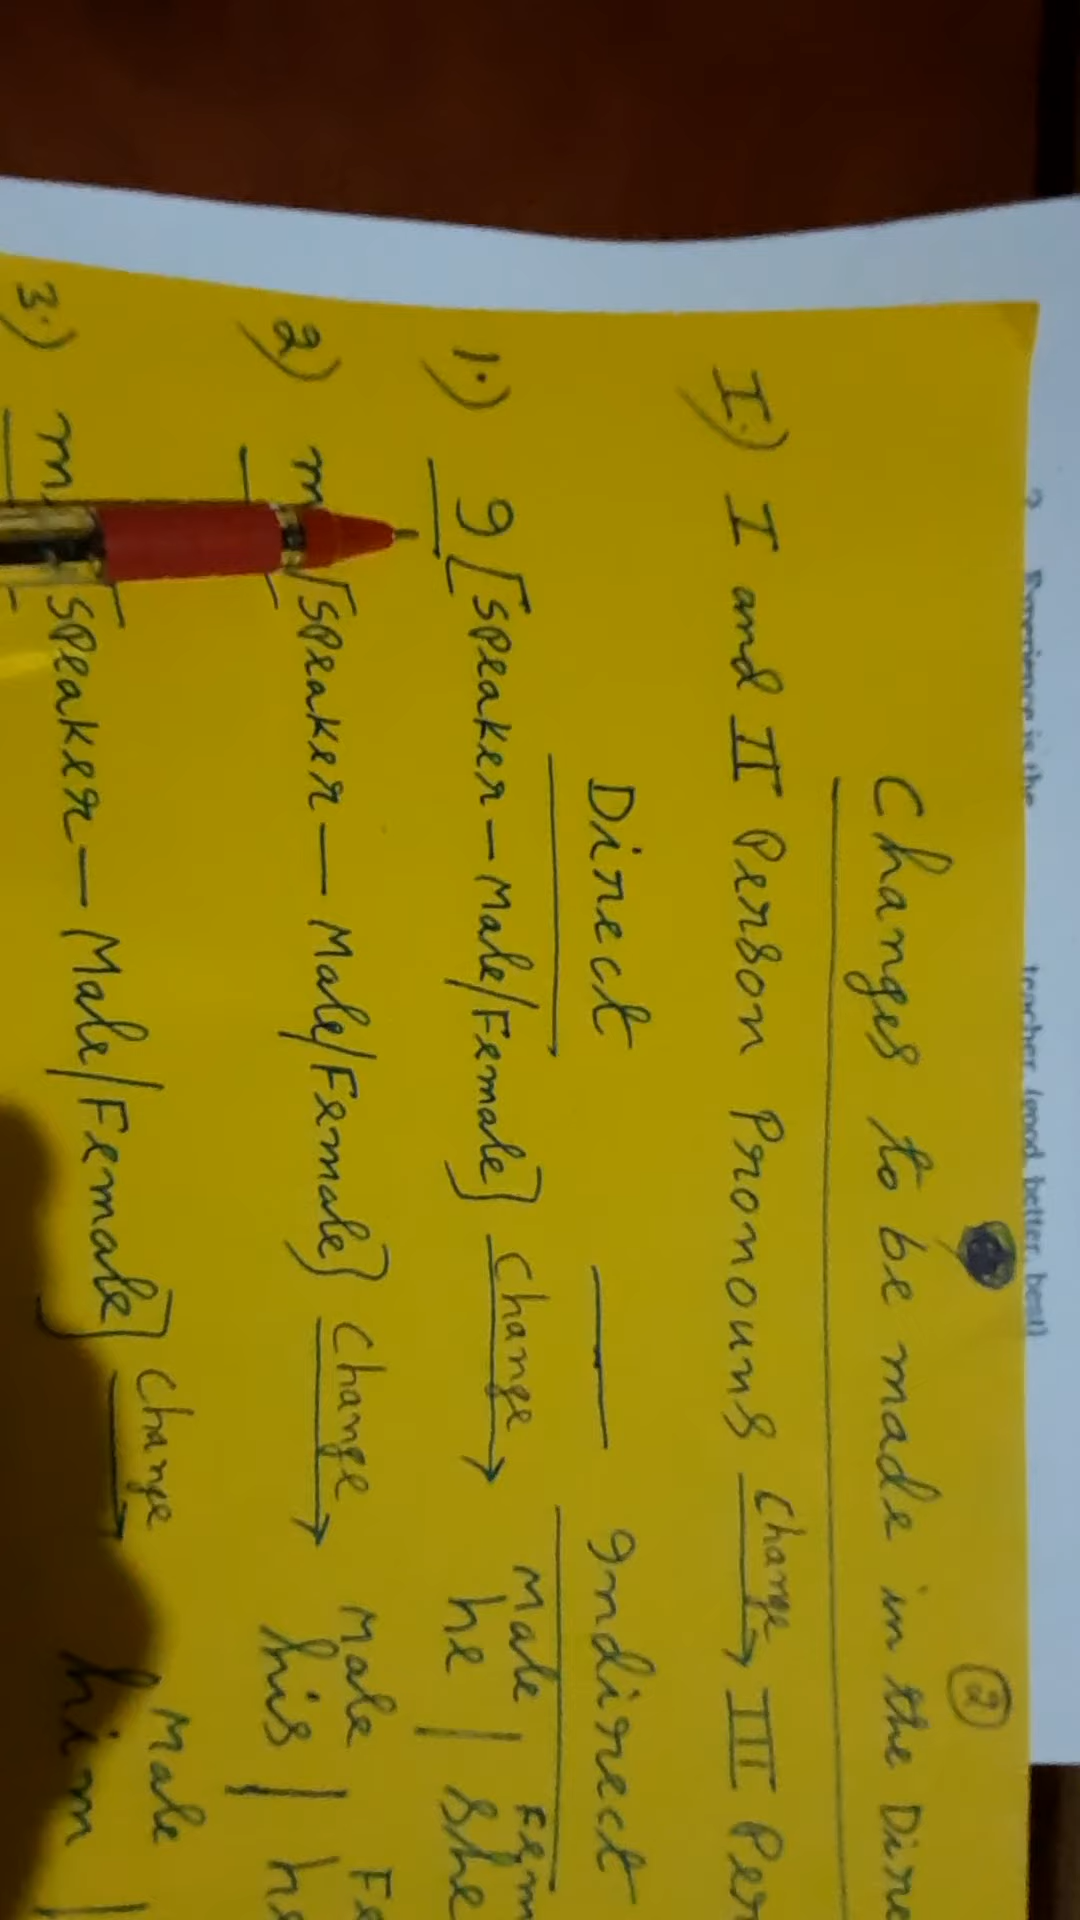 2
Changes to be made in the Dire
I.) I and II Person Pronouns Change → III Per
Direct — Indirect
Male Fem
1.) I [Speaker - Male/Female] Change → he | She
Male Fe
2) m [Speaker — Male/Female] Change → his | he
Male
3.) m [Speaker — Male/Female] Change → him |